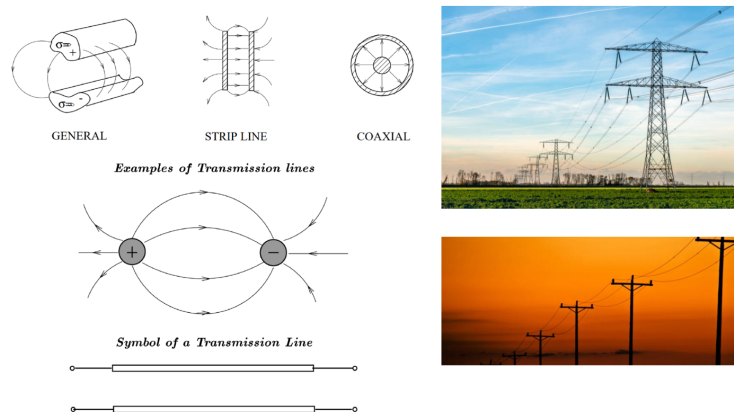 σ=∞
+
σ=∞
-
GENERAL
STRIP LINE
COAXIAL
Examples of Transmission lines
+
−
Symbol of a Transmission Line